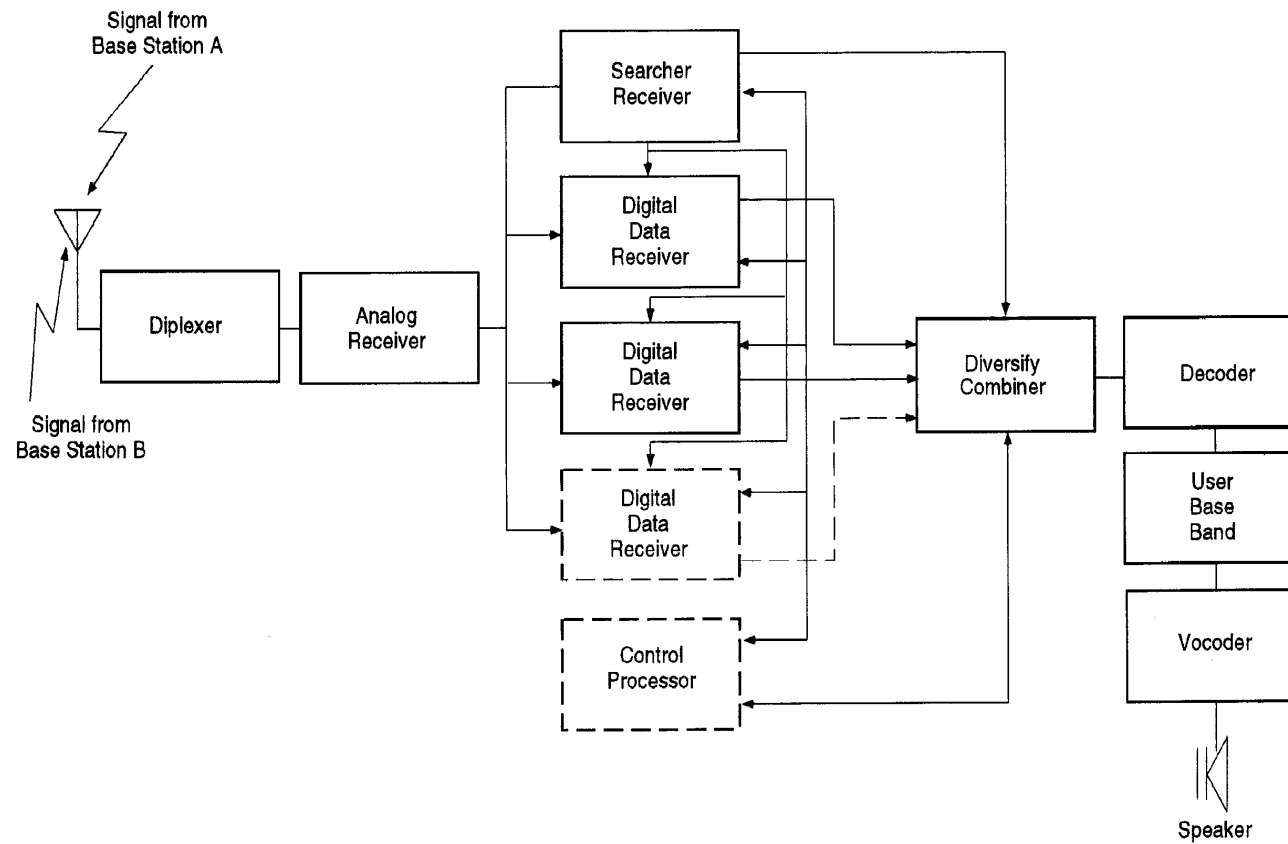 Signal from
Base Station A
Searcher
Receiver
Digital
Data
Receiver
Diplexer
Analog
Receiver
Digital
Data
Receiver
Diversify
Combiner
Decoder
Signal from
Base Station B
Digital
Data
Receiver
User
Base
Band
Control
Processor
Vocoder
Speaker